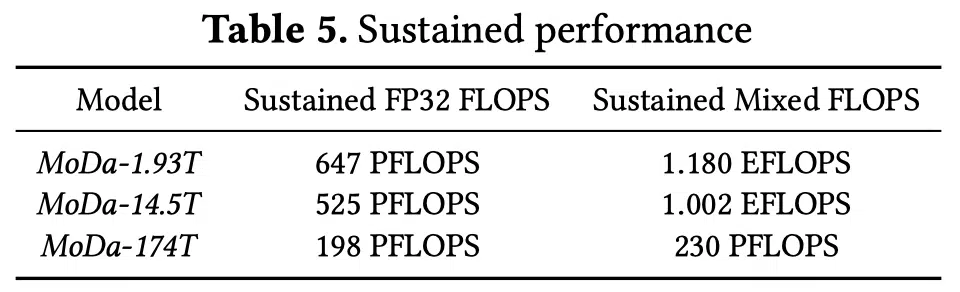 Table 5. Sustained performance
Model Sustained FP32 FLOPS Sustained Mixed FLOPS
MoDa-1.93T 647 PFLOPS 1.180 EFLOPS
MoDa-14.5T 525 PFLOPS 1.002 EFLOPS
MoDa-174T 198 PFLOPS 230 PFLOPS